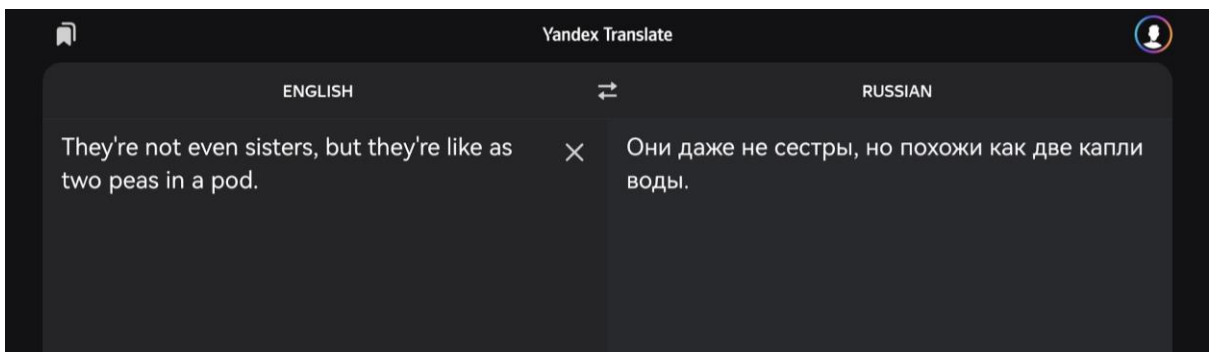 Yandex Translate
ENGLISH
RUSSIAN
They're not even sisters, but they're like as
two peas in a pod.
Они даже не сестры, но похожи как две капли
воды.